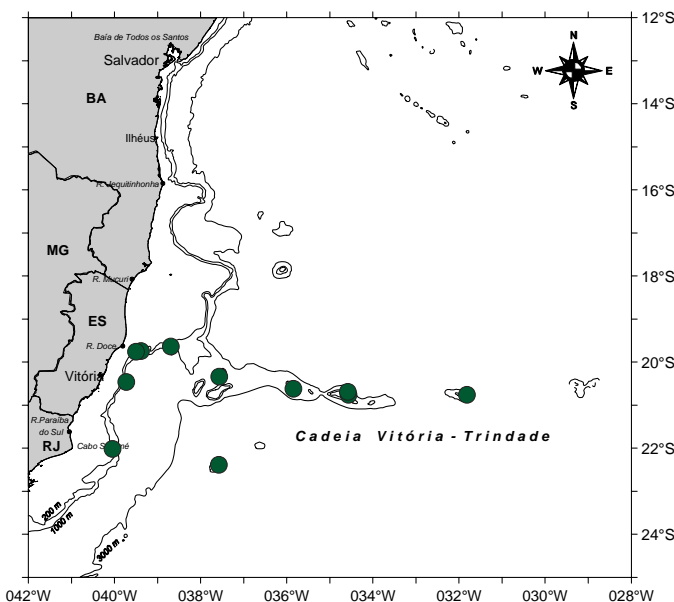 12°S
Baía de Todos os Santos
Salvador
N
W
E
S
BA
14°S
Ilhéus
R. Jequitinhonha
16°S
MG
R. Mucuri
18°S
ES
R. Doce
20°S
Vitória
R.Paraíba
do Sul
Cadeia Vitória - Trindade
RJ
Cabo S
mé
22°S
200 m
1000 m
3000 m
24°S
042°W
040°W
038°W
036°W
034°W
032°W
030°W
028°W